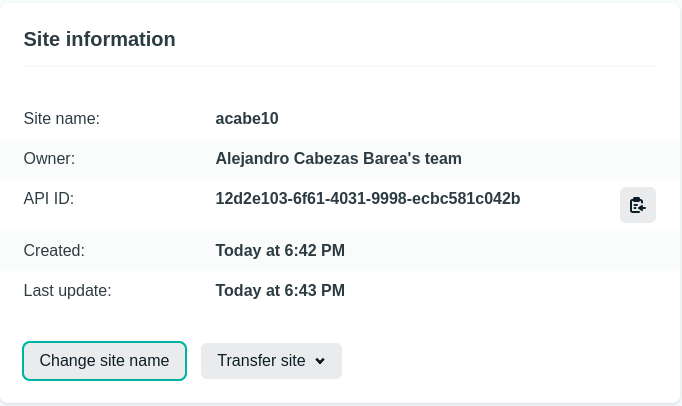 Site information
Site name: acabe10
Owner: Alejandro Cabezas Barea's team
API ID: 12d2e103-6f61-4031-9998-ecbc581c042b
Created: Today at 6:42 PM
Last update: Today at 6:43 PM
Change site name Transfer site